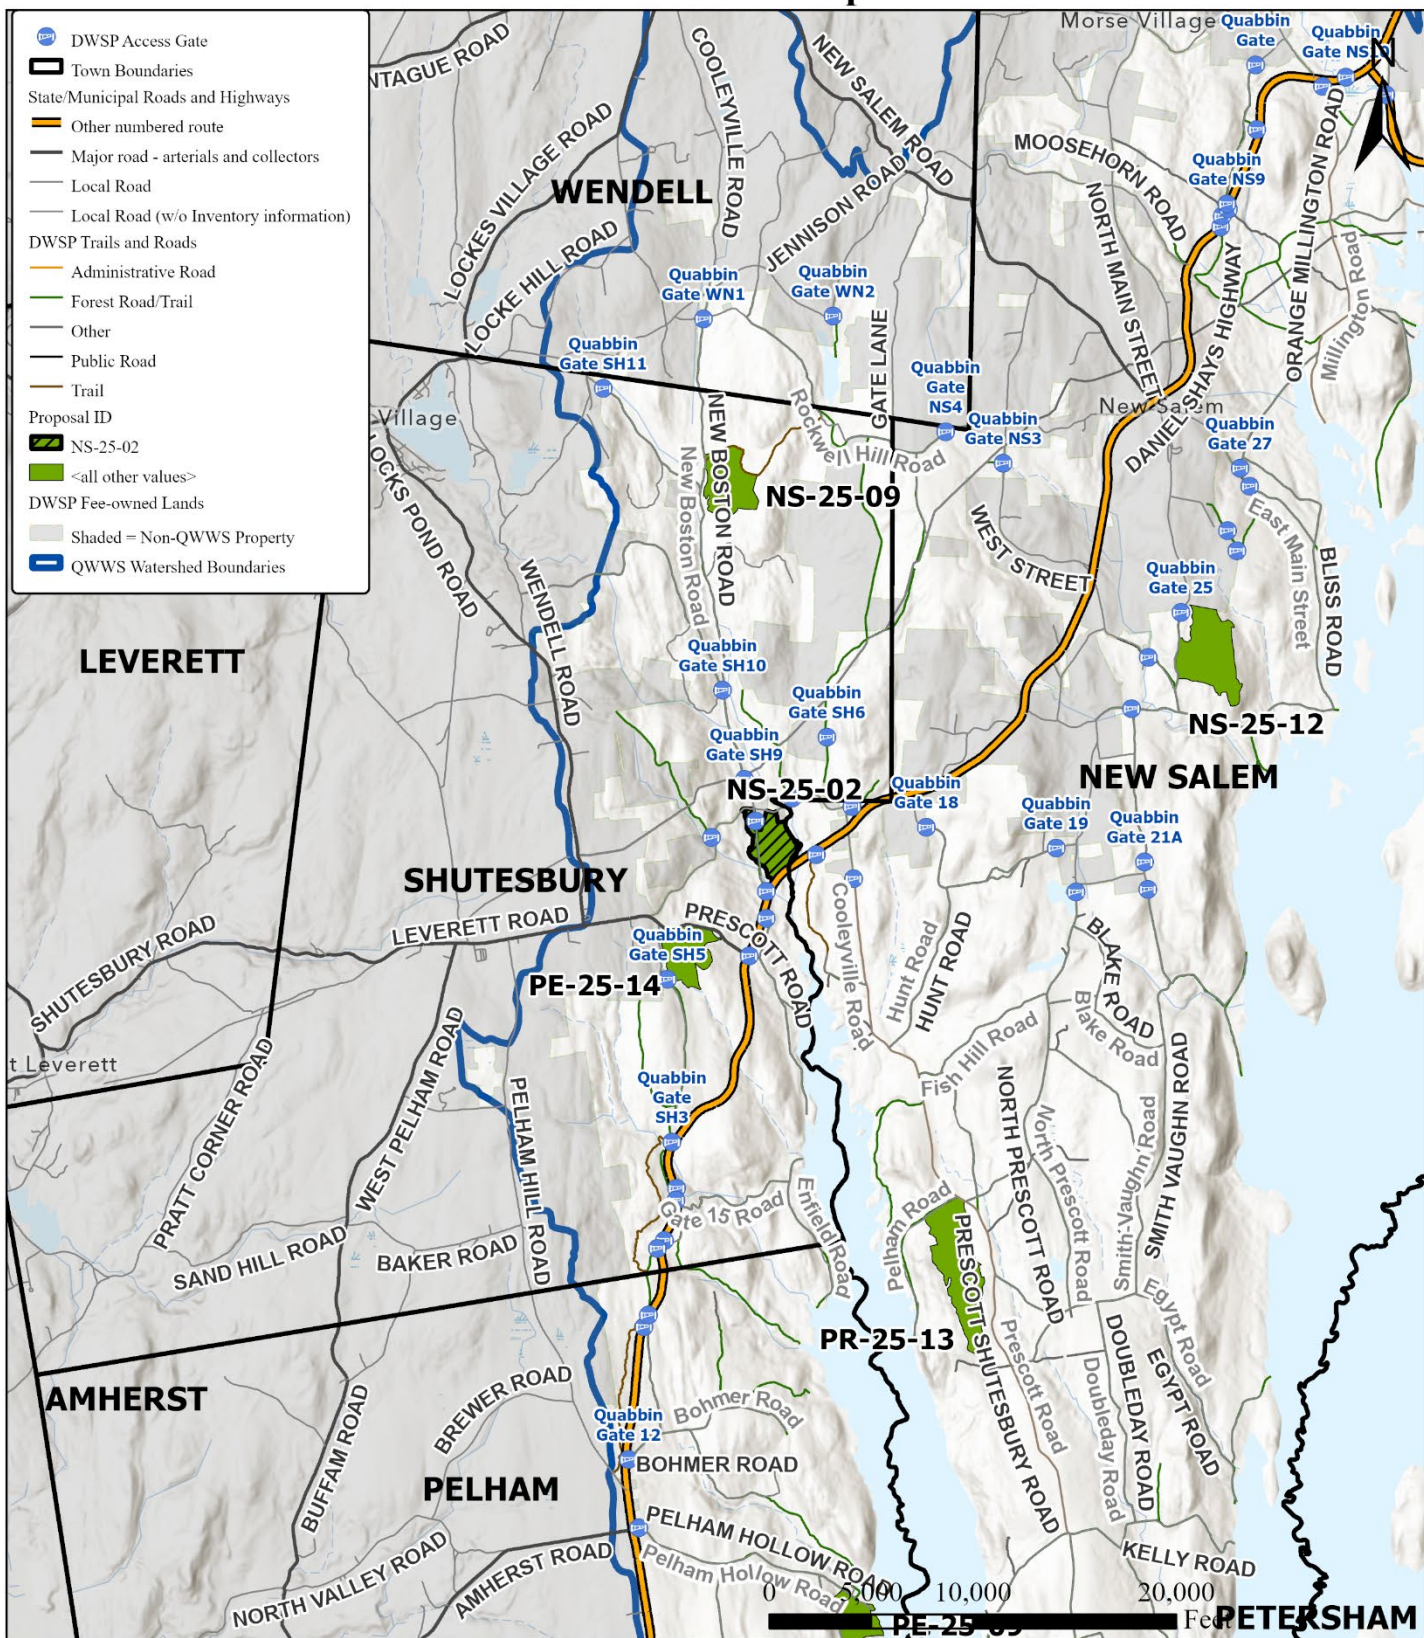 DWSP Access Gate
Town Boundaries
State/Municipal Roads and Highways
Other numbered route
Major road - arterials and collectors
Local Road
Local Road (w/o Inventory information)
DWSP Trails and Roads
Administrative Road
Forest Road/Trail
Other
Public Road
Trail
Proposal ID
NS-25-02
<all other values>
DWSP Fee-owned Lands
Shaded = Non-QWWS Property
QWWS Watershed Boundaries
NTAGUE ROAD
COOLEYVILLE ROAD
NEW SALEM ROAD
Morse Village
Quabbin
Gate
Quabbin
Gate NS10
N
LOCKES VILLAGE ROAD
WENDELL
LOCKE HILL ROAD
JENNISON ROAD
MOOSEHORN ROAD
NORTH MAIN STREET
Quabbin
Gate NS9
ORANGE MILLINGTON ROAD
Millington Road
Quabbin
Gate WN1
Quabbin
Gate WN2
GATE LANE
Quabbin
Gate SH11
Quabbin
Gate
NS4
Quabbin
Gate NS3
New Salem
DANIEL SHAYS HIGHWAY
Quabbin
Gate 27
Village
LOCKS POND ROAD
New Boston Road
NEW BOSTON ROAD
Rockwell Hill Road
NS-25-09
WEST STREET
East Main Street
BLISS ROAD
WENDELL ROAD
Quabbin
Gate 25
LEVERETT
Quabbin
Gate SH10
Quabbin
Gate SH6
NS-25-12
Quabbin
Gate SH9
NS-25-02
NEW SALEM
Quabbin
Gate 18
Quabbin
Gate 19
Quabbin
Gate 21A
SHUTESBURY
LEVERETT ROAD
PRESCOTT ROAD
Cooleyville Road
Hunt Road
HUNT ROAD
BLAKE ROAD
Blake Road
SHUTESBURY ROAD
Quabbin
Gate SH5
PE-25-14
t Leverett
PRATT CORNER ROAD
WEST PELHAM ROAD
PELHAM HILL ROAD
Quabbin
Gate
SH3
Fish Hill Road
NORTH PRESCOTT ROAD
North Prescott Road
Smith-Vaughn Road
SMITH VAUGHN ROAD
Gate 15 Road
Enfield Road
Pelham Road
SAND HILL ROAD
BAKER ROAD
PRESCOTT SHUTESBURY ROAD
Prescott Road
Egypt Road
EGYPT ROAD
PR-25-13
AMHERST
BUFFAM ROAD
BREWER ROAD
Quabbin
Gate 12
Bohmer Road
BOHMER ROAD
DOUBLEDAY ROAD
Doubleday Road
PELHAM
NORTH VALLEY ROAD
AMHERST ROAD
PELHAM HOLLOW ROAD
Pelham Hollow Road
KELLY ROAD
0 5,000 10,000 20,000
Feet
PETERSHAM
PE-25-09